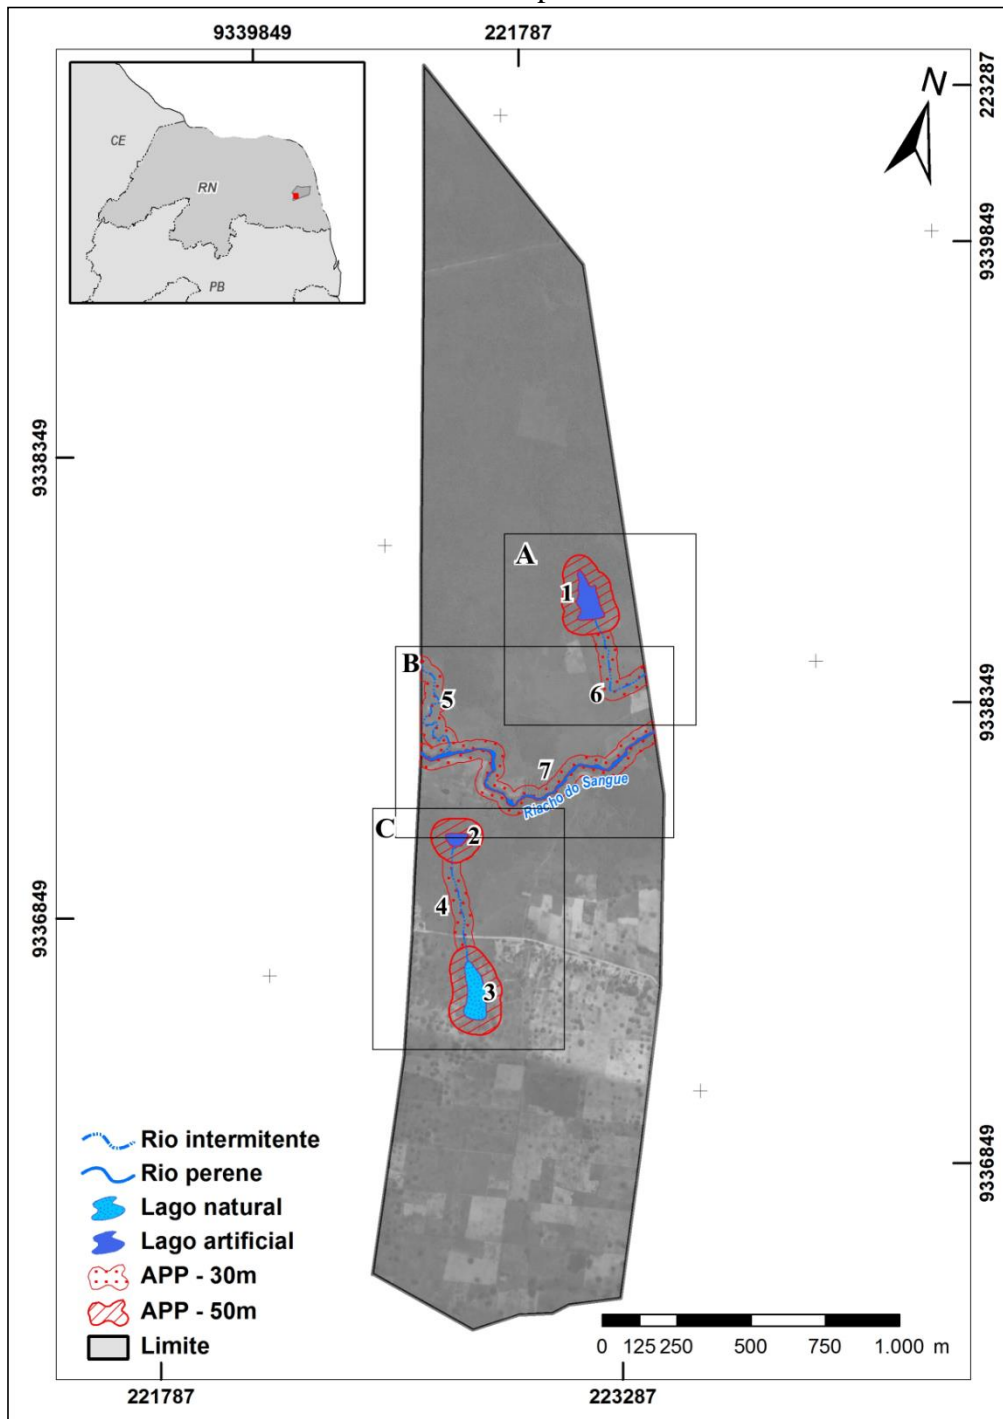 9339849
221787
223287
N
CE
RN
PB
9339849
9338349
A
1
B
5
6
9338349
7
Riacho do Sangue
C
2
4
9336849
3
9336849
Rio intermitente
Rio perene
Lago natural
Lago artificial
APP - 30m
APP - 50m
Limite
0 125 250 500 750 1.000 m
221787
223287